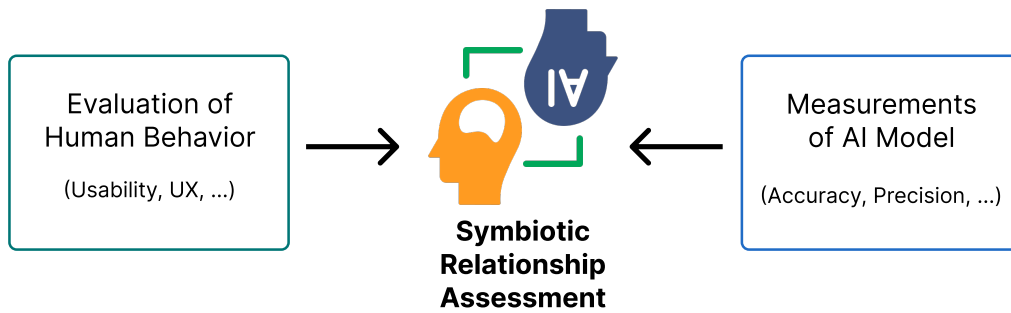 Evaluation of
Human Behavior
(Usability, UX, ...)
AI
Symbiotic
Relationship
Assessment
Measurements
of AI Model
(Accuracy, Precision, ...)